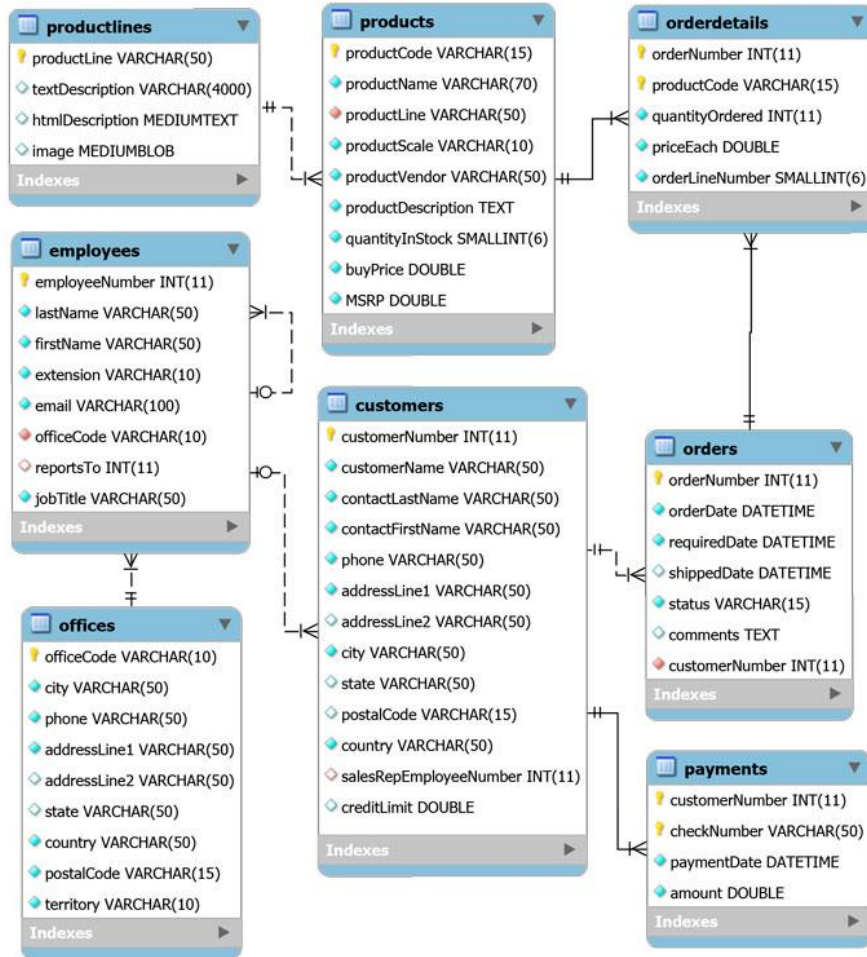 productlines
productLine VARCHAR(50)
textDescription VARCHAR(4000)
htmlDescription MEDIUMTEXT
image MEDIUMBLOB
Indexes
products
productCode VARCHAR(15)
productName VARCHAR(70)
productLine VARCHAR(50)
productScale VARCHAR(10)
productVendor VARCHAR(50)
productDescription TEXT
quantityInStock SMALLINT(6)
buyPrice DOUBLE
MSRP DOUBLE
Indexes
orderdetails
orderNumber INT(11)
productCode VARCHAR(15)
quantityOrdered INT(11)
priceEach DOUBLE
orderLineNumber SMALLINT(6)
Indexes
employees
employeeNumber INT(11)
lastName VARCHAR(50)
firstName VARCHAR(50)
extension VARCHAR(10)
email VARCHAR(100)
officeCode VARCHAR(10)
reportsTo INT(11)
jobTitle VARCHAR(50)
Indexes
customers
customerNumber INT(11)
customerName VARCHAR(50)
contactLastName VARCHAR(50)
contactFirstName VARCHAR(50)
phone VARCHAR(50)
addressLine1 VARCHAR(50)
addressLine2 VARCHAR(50)
city VARCHAR(50)
state VARCHAR(50)
postalCode VARCHAR(15)
country VARCHAR(50)
salesRepEmployeeNumber INT(11)
creditLimit DOUBLE
Indexes
orders
orderNumber INT(11)
orderDate DATETIME
requiredDate DATETIME
shippedDate DATETIME
status VARCHAR(15)
comments TEXT
customerNumber INT(11)
Indexes
offices
officeCode VARCHAR(10)
city VARCHAR(50)
phone VARCHAR(50)
addressLine1 VARCHAR(50)
addressLine2 VARCHAR(50)
state VARCHAR(50)
country VARCHAR(50)
postalCode VARCHAR(15)
territory VARCHAR(10)
Indexes
payments
customerNumber INT(11)
checkNumber VARCHAR(50)
paymentDate DATETIME
amount DOUBLE
Indexes